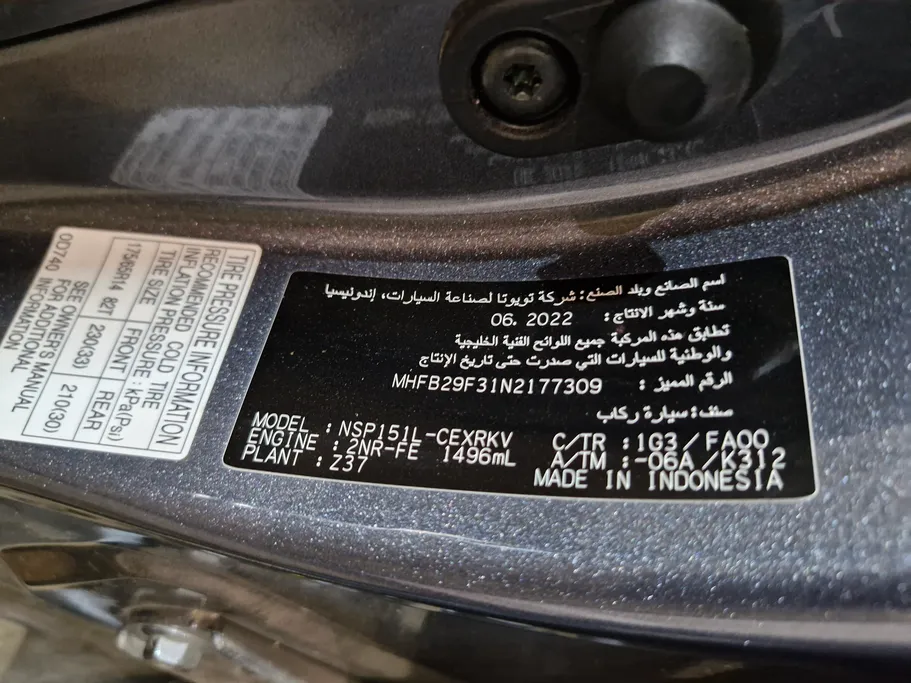 اسم الصانع وبلد الصنع: شركة تويوتا لصناعة السيارات، إندونيسيا
سنة وشهر الانتاج: 06. 2022
تطابق هذه المركبة جميع اللوائح الفنية الخليجية
والوطنية للسيارات التي صدرت حتى تاريخ الإنتاج
الرقم المميز : MHFB29F31N2177309
صنف: سيارة ركاب
MODEL : NSP151L-CEXRKV
ENGINE : 2NR-FE 1496mL
PLANT : Z37
C/TR : 1G3/FA00
A/TM : -06A/K312
MADE IN INDONESIA
TIRE PRESSURE INFORMATION
RECOMMENDED COLD TIRE
INFLATION PRESSURE : kPa(Psi)
TIRE SIZE FRONT REAR
175/65R14 82T 230(33) 210(30)
SEE OWNER'S MANUAL
FOR ADDITIONAL
INFORMATION
0D740